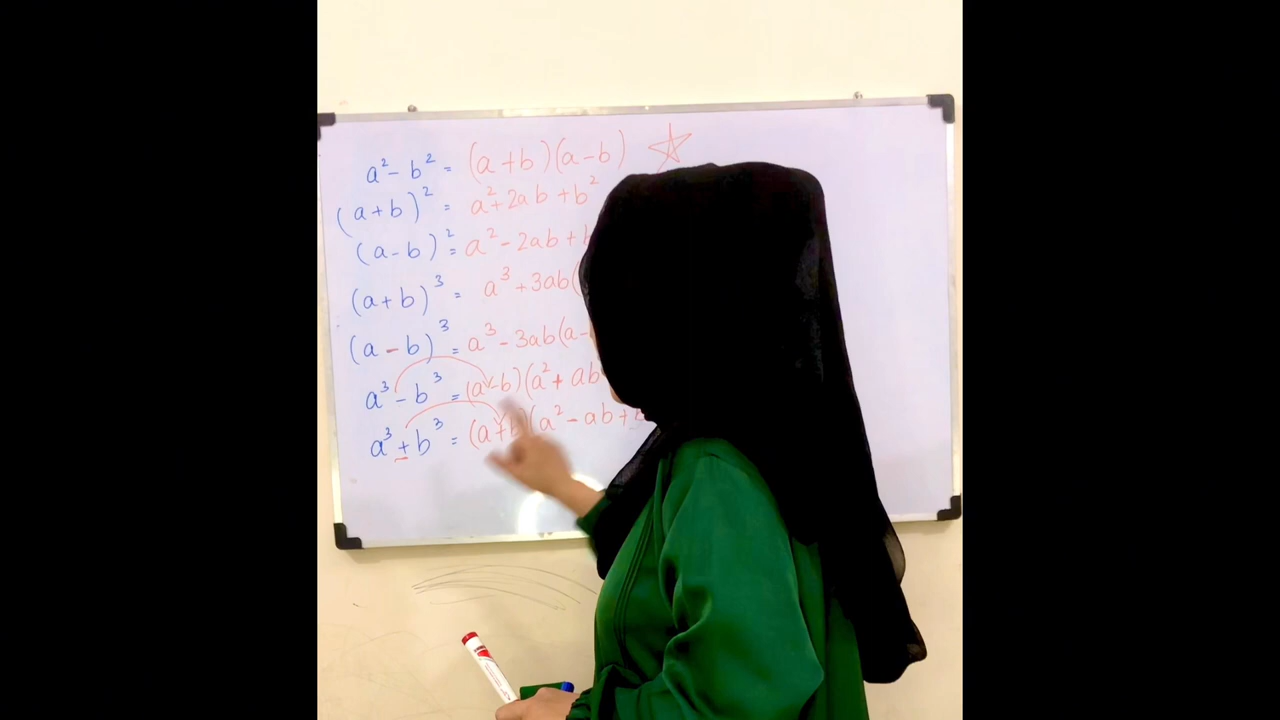 a² - b² = (a + b)(a - b)
(a + b)² = a² + 2ab + b²
(a - b)² = a² - 2ab +
(a + b)³ = a³ + 3ab(
(a - b)³ = a³ - 3ab(a -
a³ - b³ = (a - b)(a² + ab
a³ + b³ = (a + b)(a² - ab +